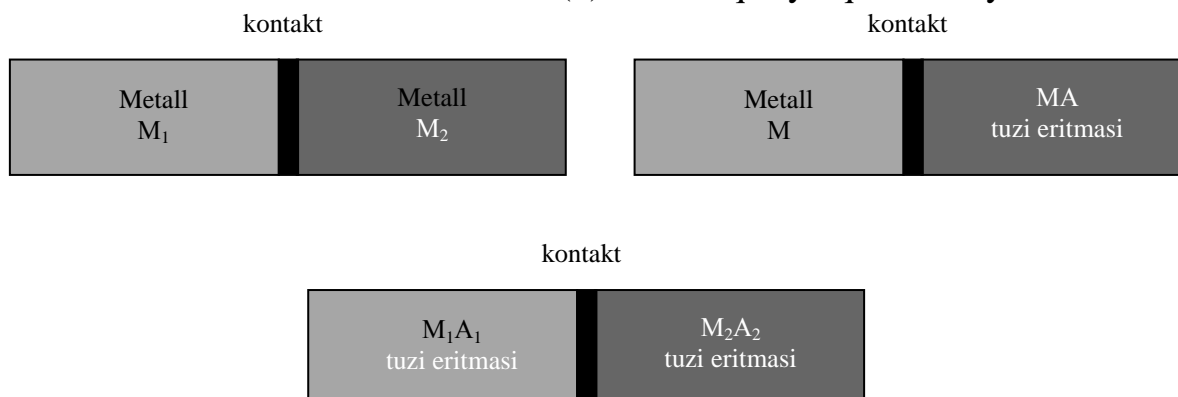 kontakt
kontakt
Metall
M₁
Metall
M₂
Metall
M
MA
tuzi eritmasi
kontakt
M₁A₁
tuzi eritmasi
M₂A₂
tuzi eritmasi